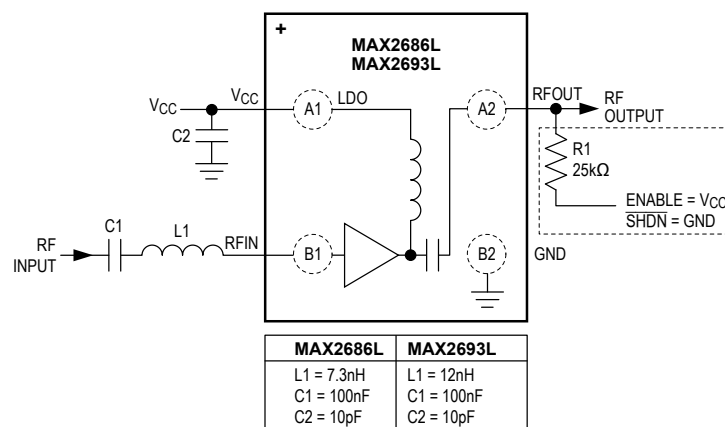 +
MAX2686L
MAX2693L
VCC VCC A1 LDO A2 RFOUT RF
OUTPUT
C2
R1
25kΩ
ENABLE = VCC
SHDN = GND
C1 L1
RF
INPUT
RFIN B1 B2 GND
MAX2686L MAX2693L
L1 = 7.3nH L1 = 12nH
C1 = 100nF C1 = 100nF
C2 = 10pF C2 = 10pF